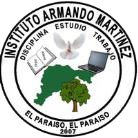 INSTITUTO ARMANDO MARTINEZ
DISCIPLINA ESTUDIO TRABAJO
EL PARAISO, EL PARAISO
2007